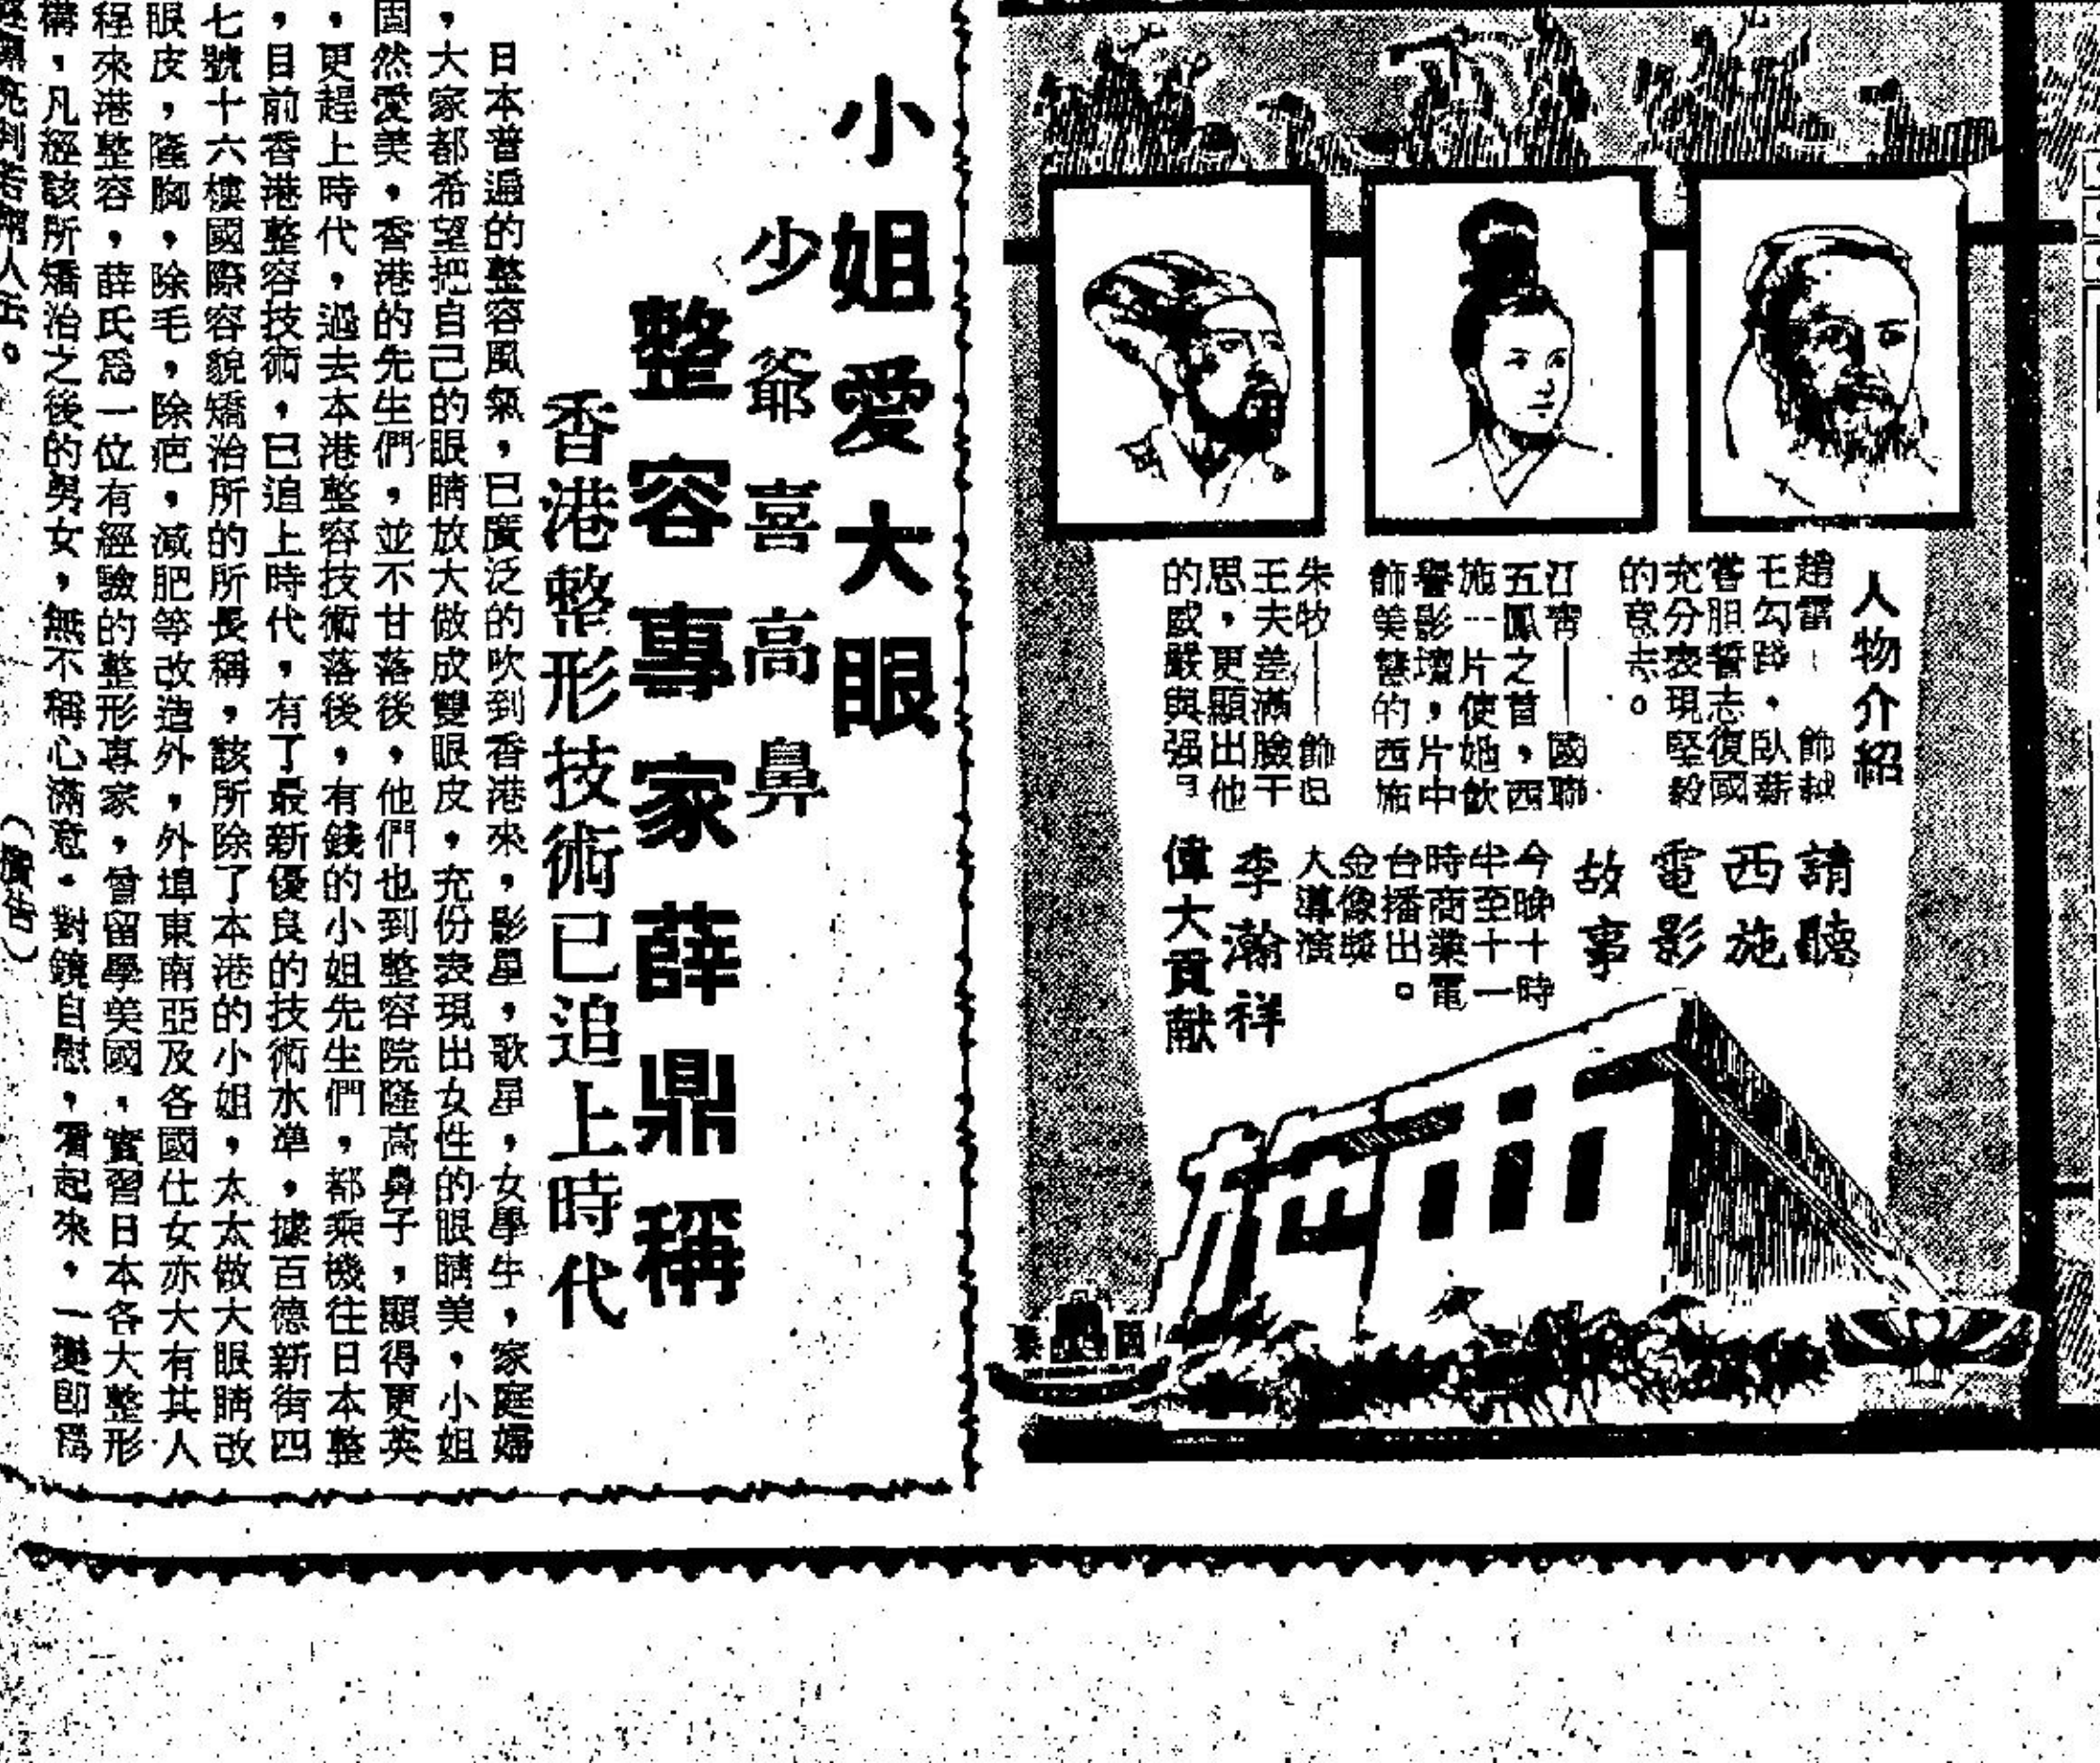 人物介紹
趙雷——飾越
王勾踐,臥薪
嘗胆誓志復國
充分表現堅毅
的意志。
江青——國聯
五鳳之首,西
施一片使她飲
譽影壇,片中
飾美慧的西施
朱牧——飾
王夫差滿臉
思,更顯出他
的威嚴與强
請聽
西施
電影
故事
今晚十時
半至十一
時商業電
台播出。
金像獎
大導演
李瀚祥
偉大貢献
施
小姐愛大眼
少爺喜高鼻
整容專家薛鼎稱
香港整形技術已追上時代
日本普遍的整容風氣,已廣泛的吹到香港來,影星,歌星,女學生,家庭婦
,大家都希望把自己的眼睛放大做成雙眼皮,充份表現出女性的眼睛美,小姐
固然愛美,香港的先生們,並不甘落後,他們也到整容院隆高鼻子,顯得更英
,更趕上時代,過去本港整容技術落後,有錢的小姐先生們,都乘機往日本整
,目前香港整容技術,已追上時代,有了最新優良的技術水準,據百德新街四
七號十六樓國際容貌矯治所的所長稱,該所除了本港的小姐,太太做大眼睛改
眼皮,隆胸,除毛,除疤,減肥等改造外,外埠東南亞及各國仕女亦大有其人
程來港整容,薛氏為一位有經驗的整形專家,曾留學美國,實習日本各大整形
構,凡經該所矯治之後的男女,無不稱心滿意,對鏡自慰,看起來,一變即爲
人去。
(廣告)